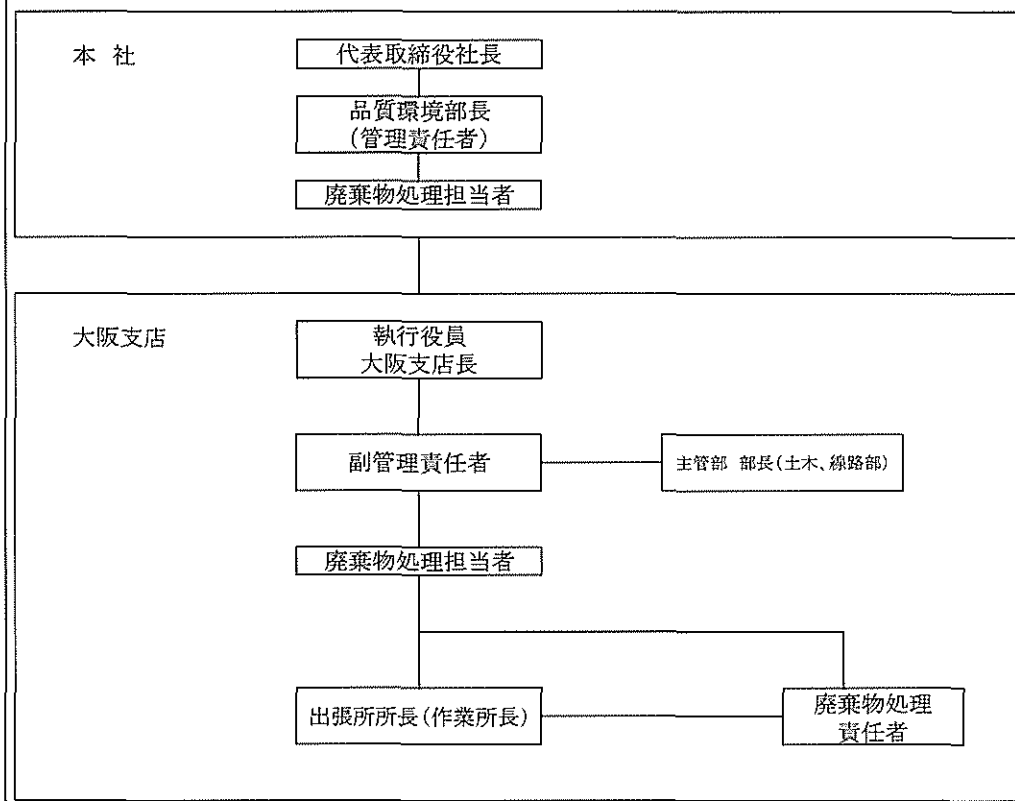 本 社
代表取締役社長
品質環境部長
(管理責任者)
廃棄物処理担当者
大阪支店
執行役員
大阪支店長
副管理責任者
主管部 部長(土木、線路部)
廃棄物処理担当者
出張所所長(作業所長)
廃棄物処理
責任者